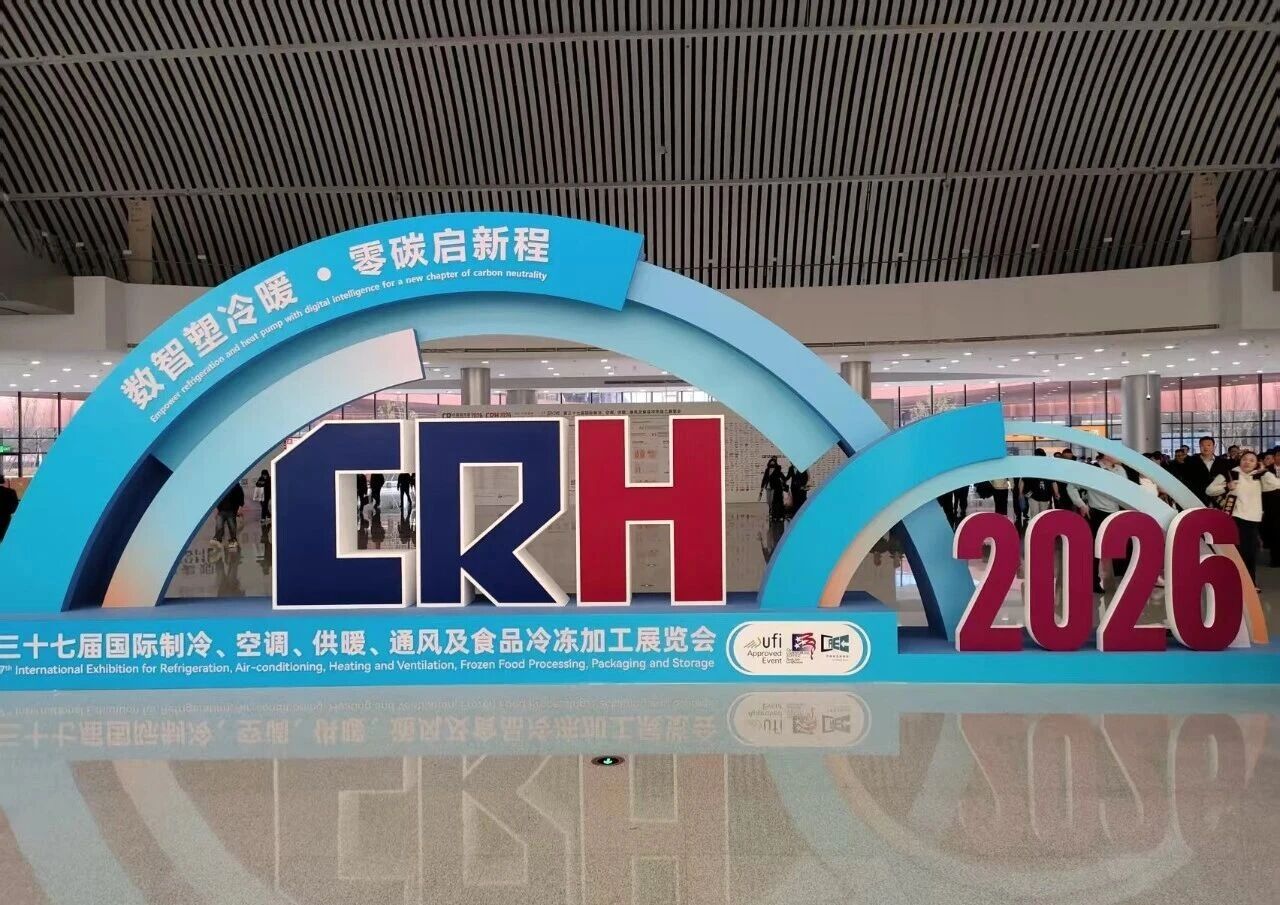 数智塑冷暖·零碳启新程
Empower refrigeration and heat pump with digital intelligence for a new chapter of carbon neutrality
CRH
2026
三十七届国际制冷、空调、供暖、通风及食品冷冻加工展览会
7th International Exhibition for Refrigeration, Air-conditioning, Heating and Ventilation, Frozen Food Processing, Packaging and Storage
ufi
Approved
Event